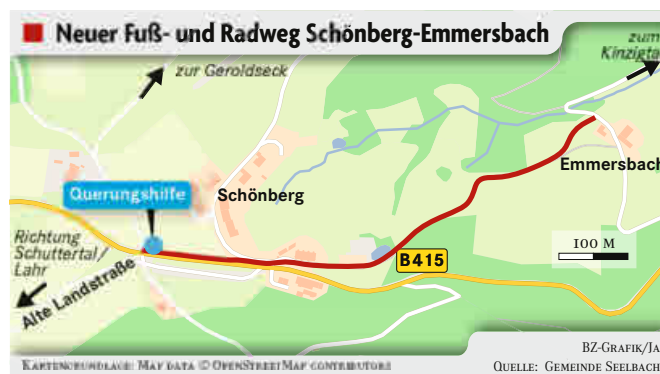 Neuer Fuß- und Radweg Schönberg-Emmersbach
zum
Kinzigta
zur Geroldseck
Emmersbach
Querungshilfe
Schönberg
Richtung
Schuttertal/
Lahr
Alte Landstraße
B415
100 M
BZ-Grafik/Ja
Kartengrundlage: Map data © OpenStreetMap contributors
Quelle: Gemeinde Seelbach